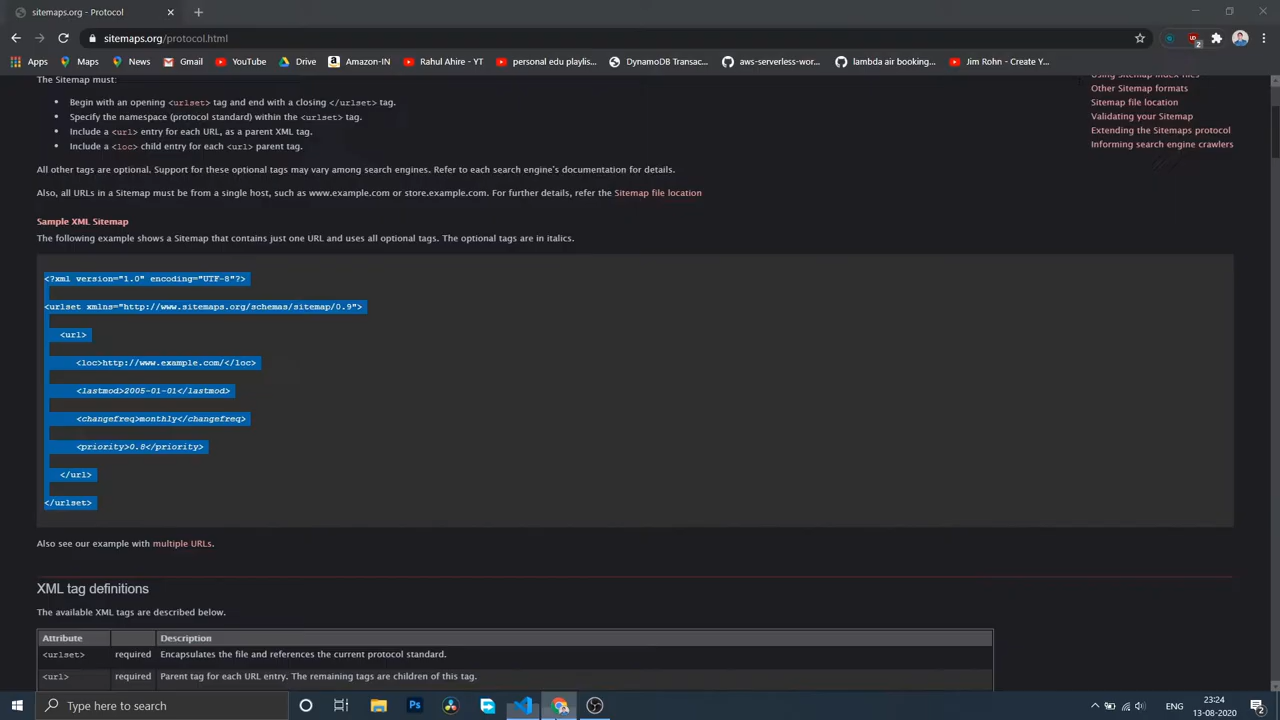 sitemaps.org - Protocol
sitemaps.org/protocol.html
2
Apps Maps News Gmail YouTube Drive Amazon-IN Rahul Ahire - YT personal edu playlis... DynamoDB Transac... aws-serverless-wor... lambda air booking... Jim Rohn - Create Y...
The Sitemap must:
• Begin with an opening <urlset> tag and end with a closing </urlset> tag.
• Specify the namespace (protocol standard) within the <urlset> tag.
• Include a <url> entry for each URL, as a parent XML tag.
• Include a <loc> child entry for each <url> parent tag.
All other tags are optional. Support for these optional tags may vary among search engines. Refer to each search engine's documentation for details.
Also, all URLs in a Sitemap must be from a single host, such as www.example.com or store.example.com. For further details, refer the Sitemap file location
Sample XML Sitemap
The following example shows a Sitemap that contains just one URL and uses all optional tags. The optional tags are in italics.
<?xml version="1.0" encoding="UTF-8"?>
<urlset xmlns="http://www.sitemaps.org/schemas/sitemap/0.9">
<url>
<loc>http://www.example.com/</loc>
<lastmod>2005-01-01</lastmod>
<changefreq>monthly</changefreq>
<priority>0.8</priority>
</url>
</urlset>
Also see our example with multiple URLs.
XML tag definitions
The available XML tags are described below.
Attribute Description
<urlset> required Encapsulates the file and references the current protocol standard.
<url> required Parent tag for each URL entry. The remaining tags are children of this tag.
Using Sitemap index files
Other Sitemap formats
Sitemap file location
Validating your Sitemap
Extending the Sitemaps protocol
Informing search engine crawlers
Type here to search
Ps
ENG
23:24
13-08-2020
2